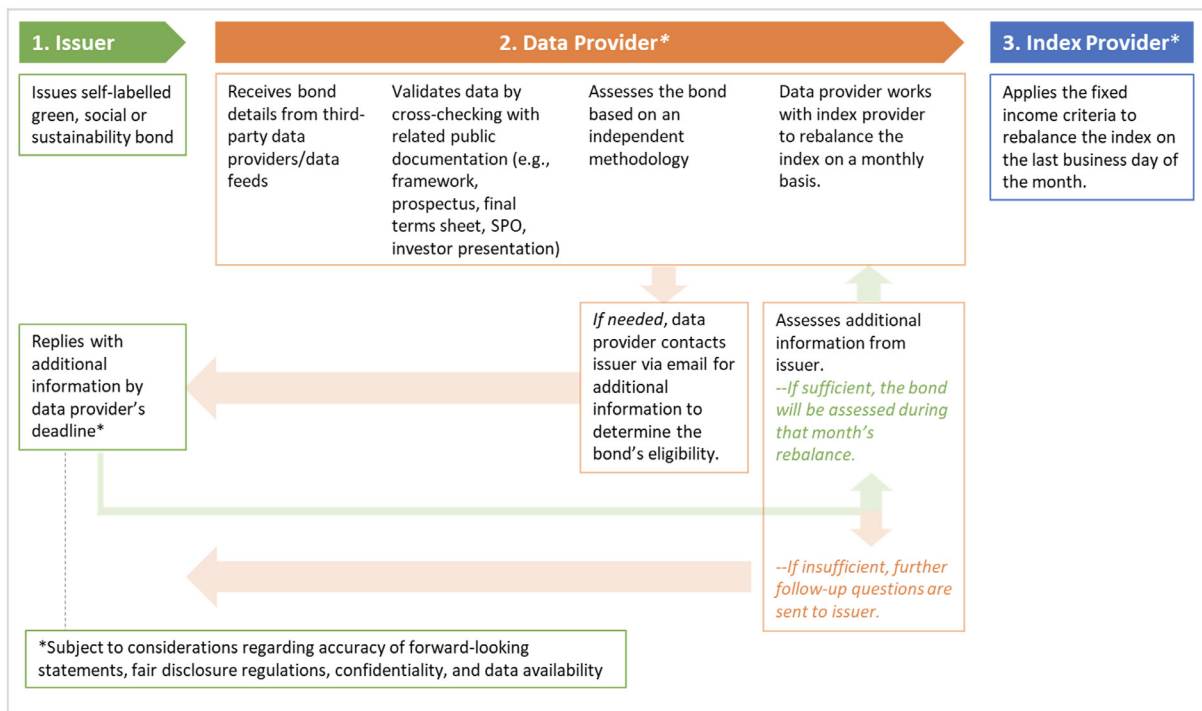 1. Issuer
2. Data Provider*
3. Index Provider*
Issues self-labelled
green, social or
sustainability bond
Receives bond
details from third-
party data
providers/data
feeds
Validates data by
cross-checking with
related public
documentation (e.g.,
framework,
prospectus, final
terms sheet, SPO,
investor presentation)
Assesses the bond
based on an
independent
methodology
Data provider works
with index provider
to rebalance the
index on a monthly
basis.
Applies the fixed
income criteria to
rebalance the index on
the last business day of
the month.
Replies with
additional
information by
data provider’s
deadline*
If needed, data
provider contacts
issuer via email for
additional
information to
determine the
bond’s eligibility.
Assesses additional
information from
issuer.
--If sufficient, the bond
will be assessed during
that month’s
rebalance.
--If insufficient, further
follow-up questions are
sent to issuer.
*Subject to considerations regarding accuracy of forward-looking
statements, fair disclosure regulations, confidentiality, and data availability